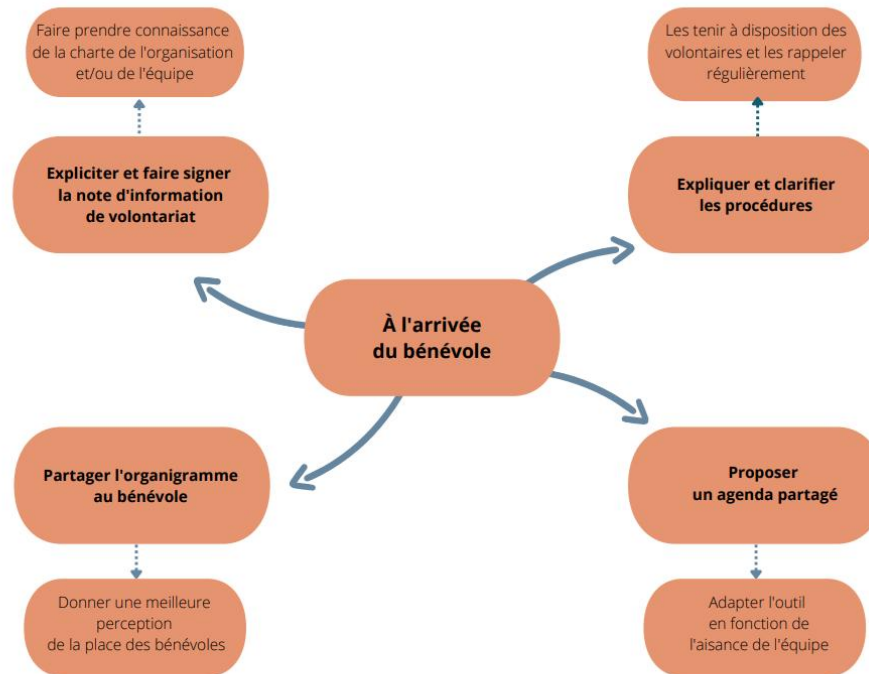 Faire prendre connaissance
de la charte de l'organisation
et/ou de l'équipe
Les tenir à disposition des
volontaires et les rappeler
régulièrement
Expliciter et faire signer
la note d'information
de volontariat
Expliquer et clarifier
les procédures
À l'arrivée
du bénévole
Partager l'organigramme
au bénévole
Proposer
un agenda partagé
Donner une meilleure
perception
de la place des bénévoles
Adapter l'outil
en fonction de
l'aisance de l'équipe